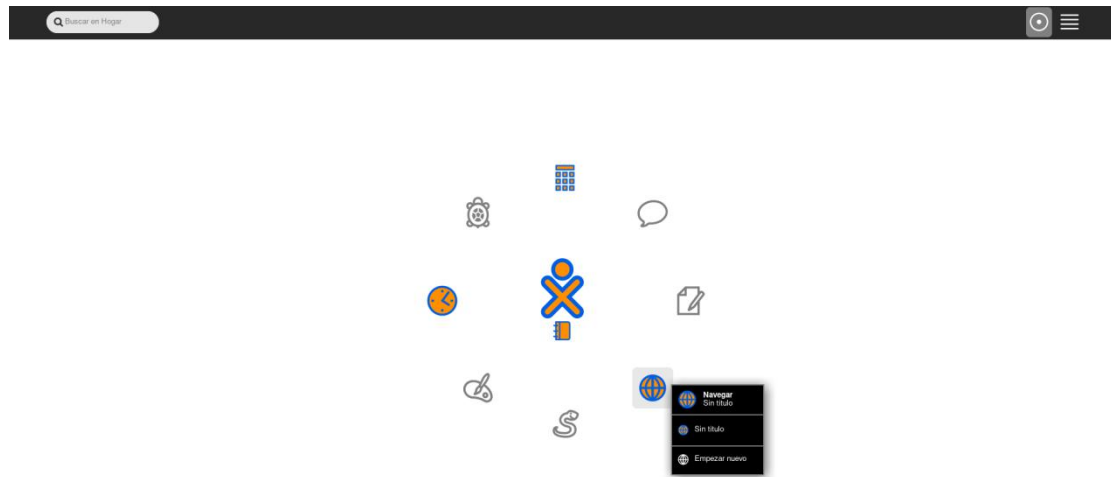 Buscar en Hogar
Navegar
Sin título
Sin título
Empezar nuevo